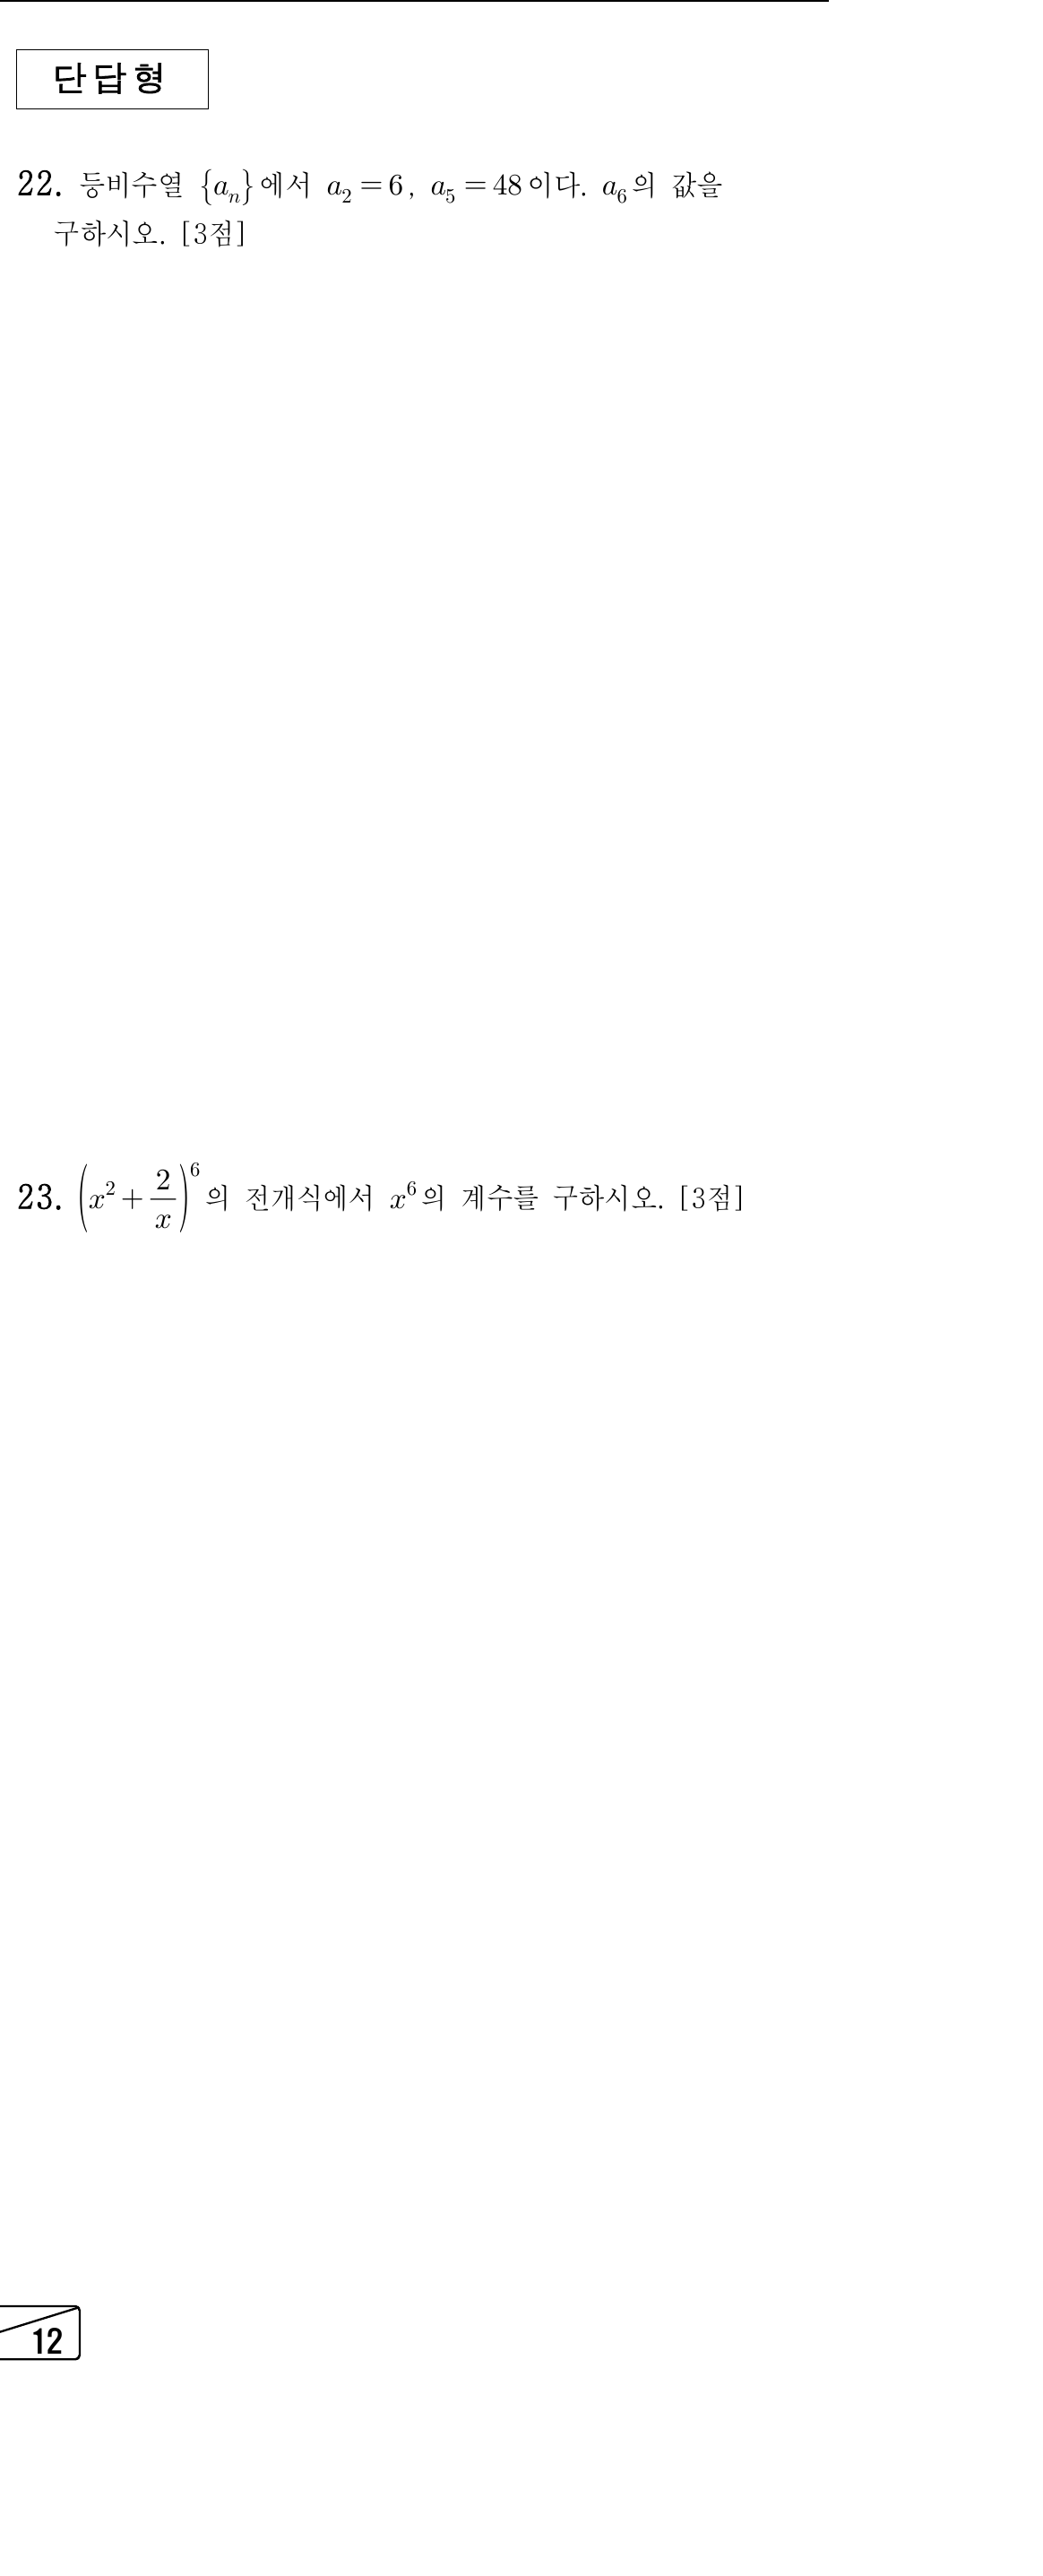 단답형
22. 등비수열 {aₙ}에서 a₂ = 6, a₅ = 48이다. a₆의 값을
구하시오. [3점]
23. (x² + 2/x)⁶의 전개식에서 x⁶의 계수를 구하시오. [3점]
12